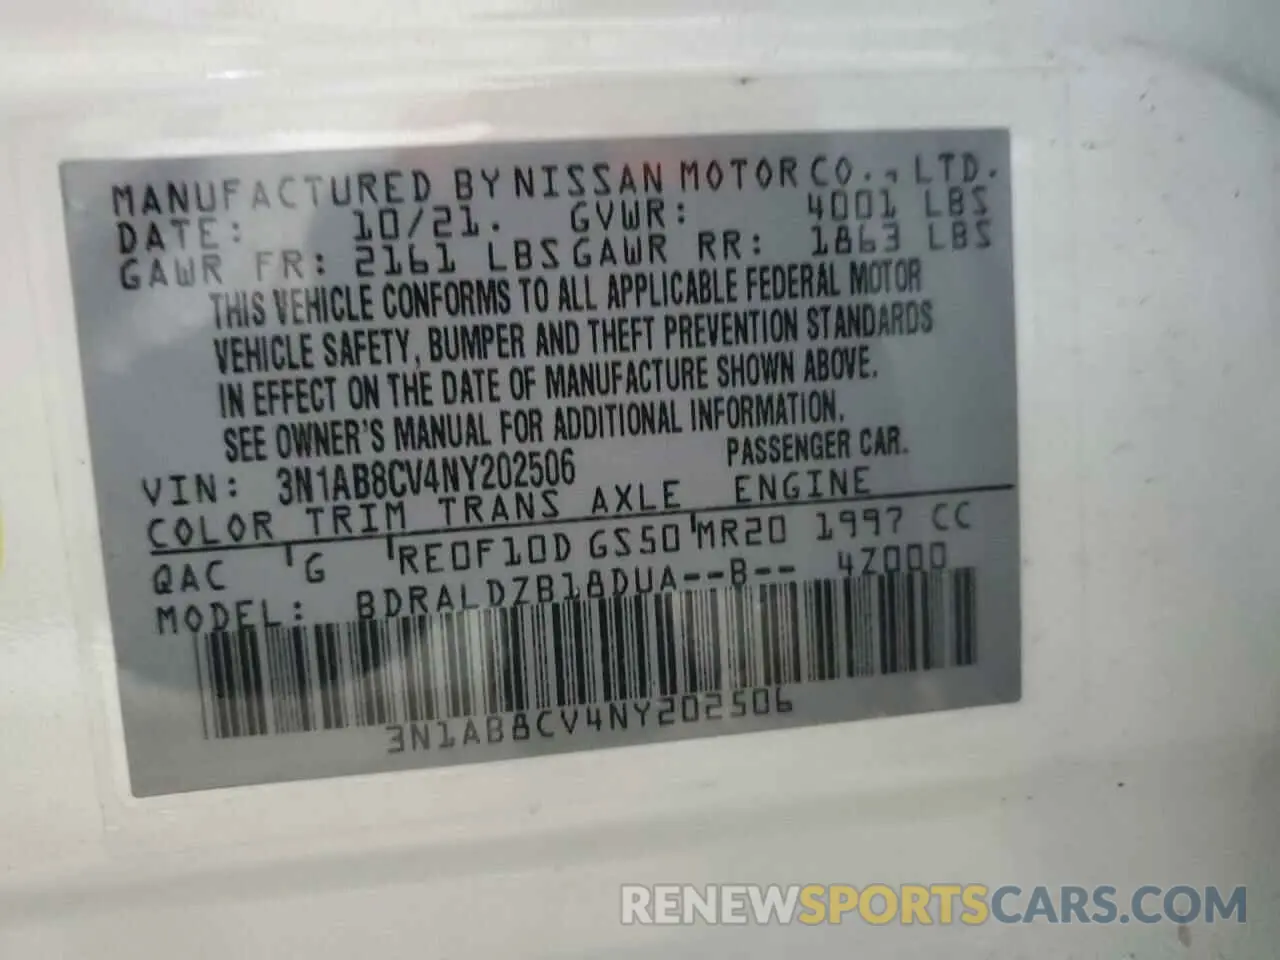 MANUFACTURED BY NISSAN MOTOR CO., LTD.
DATE: 10/21. GVWR: 4001 LBS
GAWR FR: 2161 LBS GAWR RR: 1863 LBS
THIS VEHICLE CONFORMS TO ALL APPLICABLE FEDERAL MOTOR
VEHICLE SAFETY, BUMPER AND THEFT PREVENTION STANDARDS
IN EFFECT ON THE DATE OF MANUFACTURE SHOWN ABOVE.
SEE OWNER'S MANUAL FOR ADDITIONAL INFORMATION.
VIN: 3N1AB8CV4NY202506 PASSENGER CAR.
COLOR TRIM TRANS AXLE ENGINE
QAC G RE0F10D GS50 MR20 1997 CC
MODEL: BDRALDZB18DUA--B-- 4Z000
3N1AB8CV4NY202506
RENEWSPORTSCARS.COM